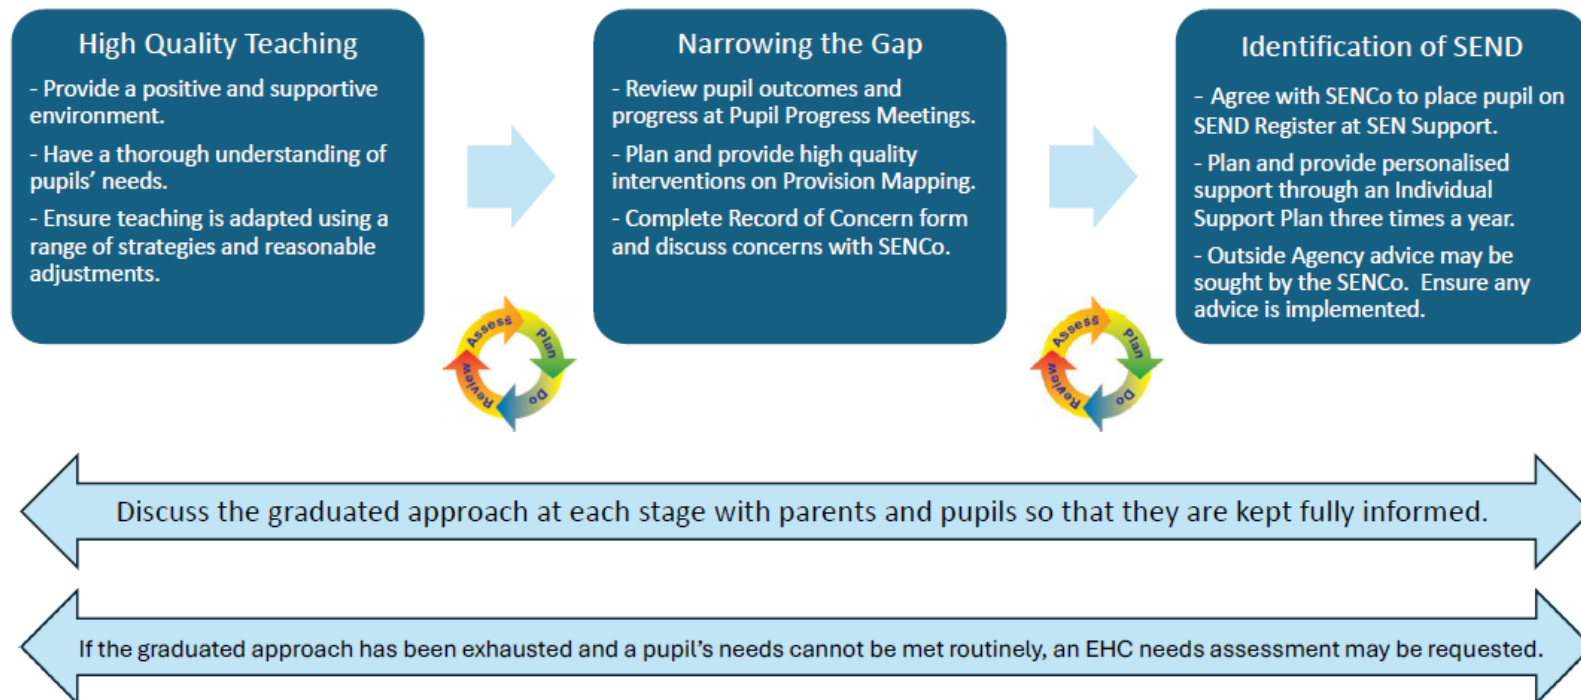 High Quality Teaching
- Provide a positive and supportive
environment.
- Have a thorough understanding of
pupils' needs.
- Ensure teaching is adapted using a
range of strategies and reasonable
adjustments.
Narrowing the Gap
- Review pupil outcomes and
progress at Pupil Progress Meetings.
- Plan and provide high quality
interventions on Provision Mapping.
- Complete Record of Concern form
and discuss concerns with SENCo.
Identification of SEND
- Agree with SENCo to place pupil on
SEND Register at SEN Support.
- Plan and provide personalised
support through an Individual
Support Plan three times a year.
- Outside Agency advice may be
sought by the SENCo.  Ensure any
advice is implemented.
Assess
Plan
Do
Review
Assess
Plan
Do
Review
Discuss the graduated approach at each stage with parents and pupils so that they are kept fully informed.
If the graduated approach has been exhausted and a pupil's needs cannot be met routinely, an EHC needs assessment may be requested.